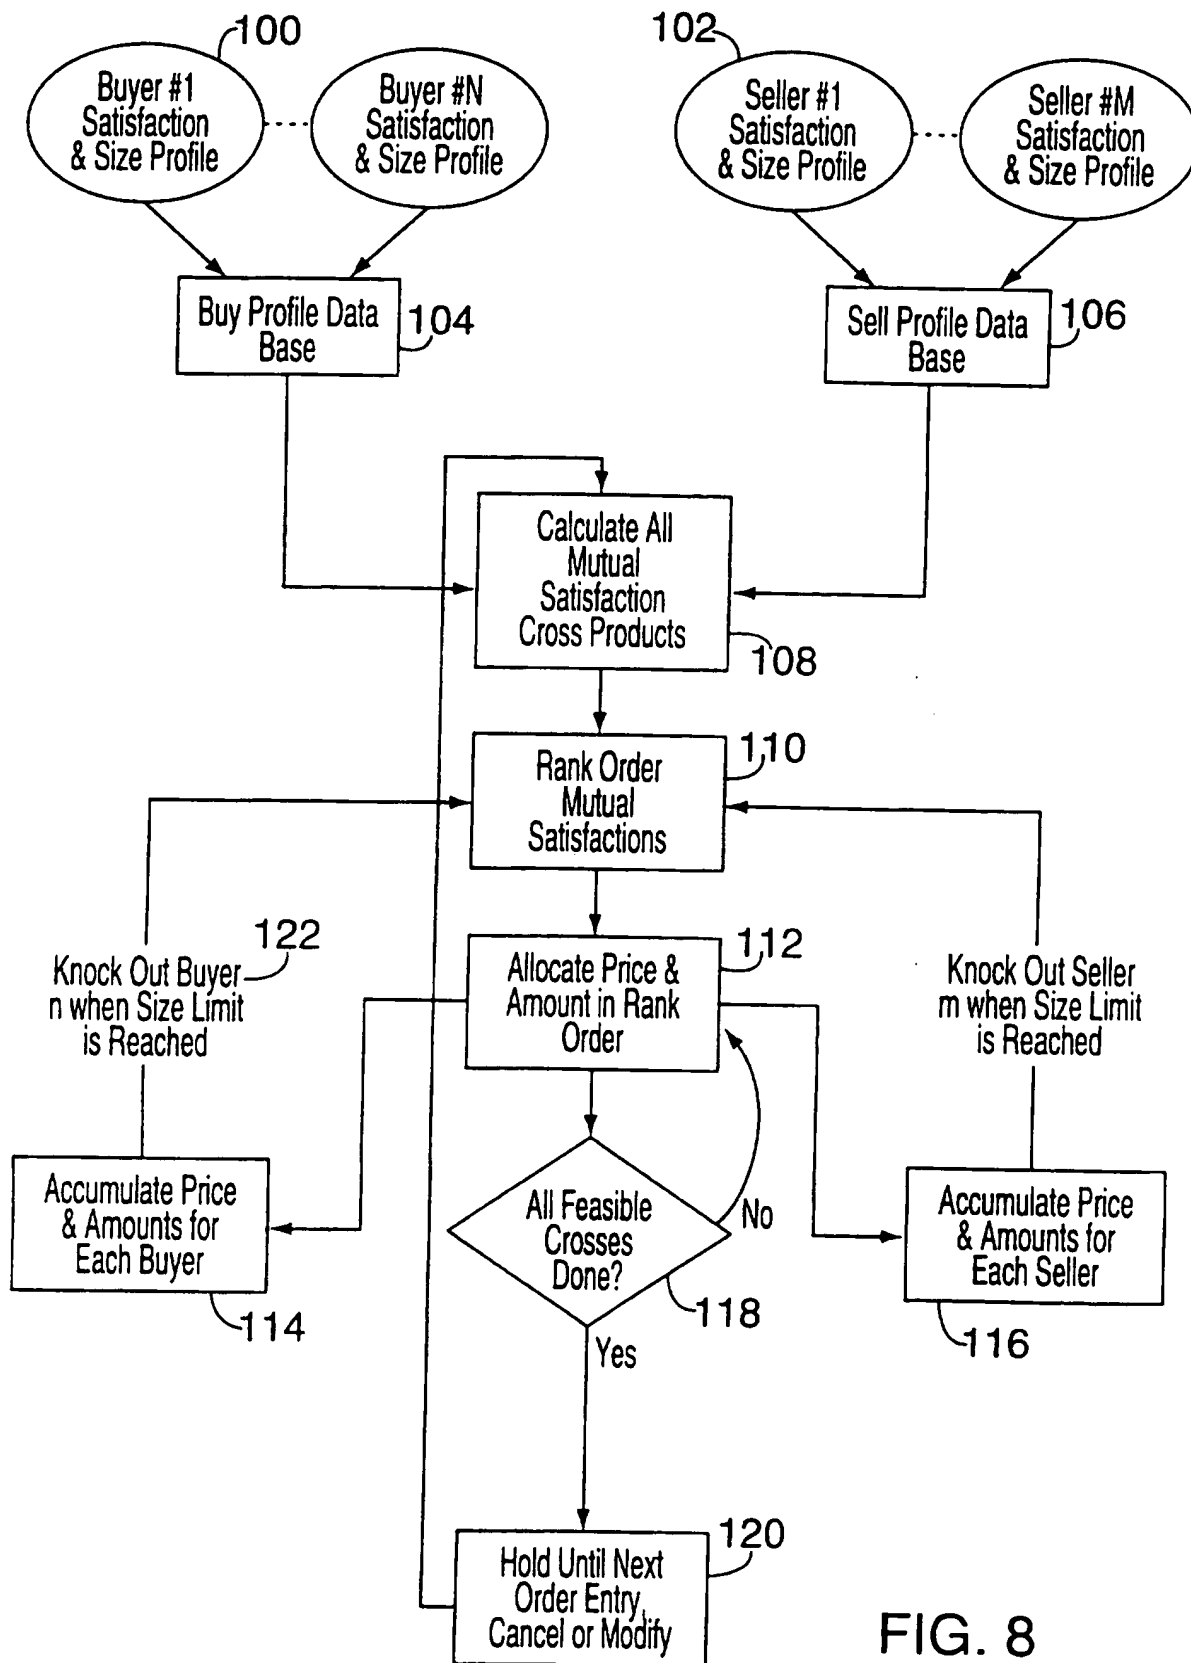 100
Buyer #1
Satisfaction
& Size Profile
Buyer #N
Satisfaction
& Size Profile
102
Seller #1
Satisfaction
& Size Profile
Seller #M
Satisfaction
& Size Profile
Buy Profile Data
Base
104
Sell Profile Data
Base
106
Calculate All
Mutual
Satisfaction
Cross Products
108
Rank Order
Mutual
Satisfactions
110
Knock Out Buyer
n when Size Limit
is Reached
122
Allocate Price &
Amount in Rank
Order
112
Knock Out Seller
m when Size Limit
is Reached
Accumulate Price
& Amounts for
Each Buyer
114
All Feasible
Crosses
Done?
No
118
Yes
Accumulate Price
& Amounts for
Each Seller
116
Hold Until Next
Order Entry,
Cancel or Modify
120
FIG. 8